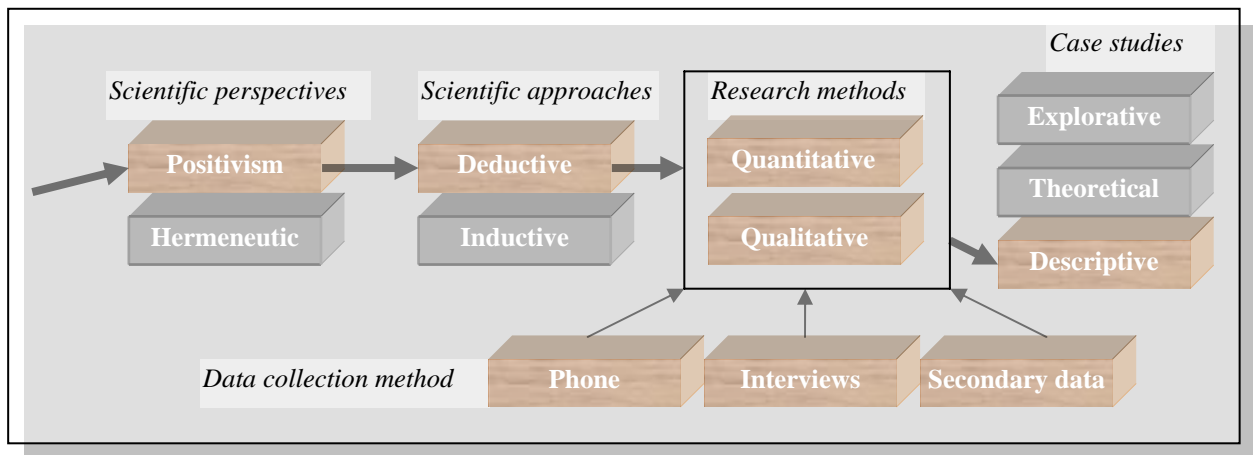 Case studies
Scientific perspectives
Scientific approaches
Research methods
Explorative
Positivism
Deductive
Quantitative
Theoretical
Hermeneutic
Inductive
Qualitative
Descriptive
Data collection method
Phone
Interviews
Secondary data